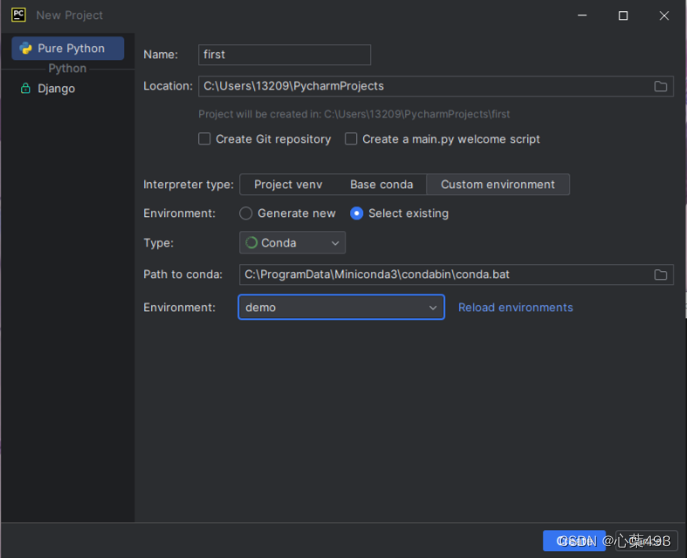 PC New Project
Pure Python
Python
Django
Name: first
Location: C:\Users\13209\PycharmProjects
Project will be created in: C:\Users\13209\PycharmProjects\first
Create Git repository Create a main.py welcome script
Interpreter type: Project venv Base conda Custom environment
Environment: Generate new Select existing
Type: Conda
Path to conda: C:\ProgramData\Miniconda3\condabin\conda.bat
Environment: demo Reload environments
CSDN @心葉498